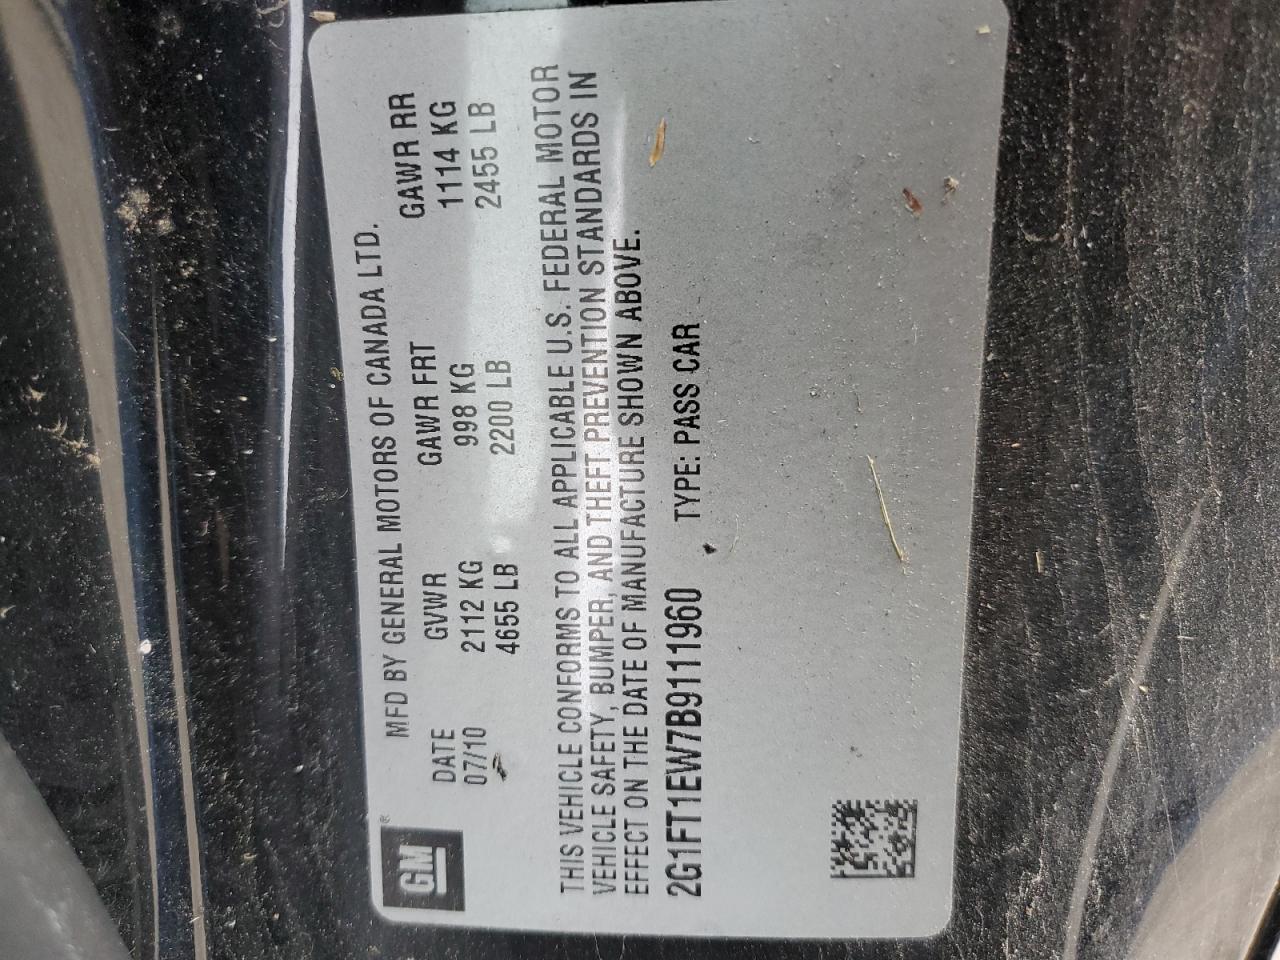 GM®
MFD BY GENERAL MOTORS OF CANADA LTD.
DATE GVWR GAWR FRT GAWR RR
07/10 2112 KG 998 KG 1114 KG
4655 LB 2200 LB 2455 LB
THIS VEHICLE CONFORMS TO ALL APPLICABLE U.S. FEDERAL MOTOR
VEHICLE SAFETY, BUMPER, AND THEFT PREVENTION STANDARDS IN
EFFECT ON THE DATE OF MANUFACTURE SHOWN ABOVE.
2G1FT1EW7B9111960 TYPE: PASS CAR